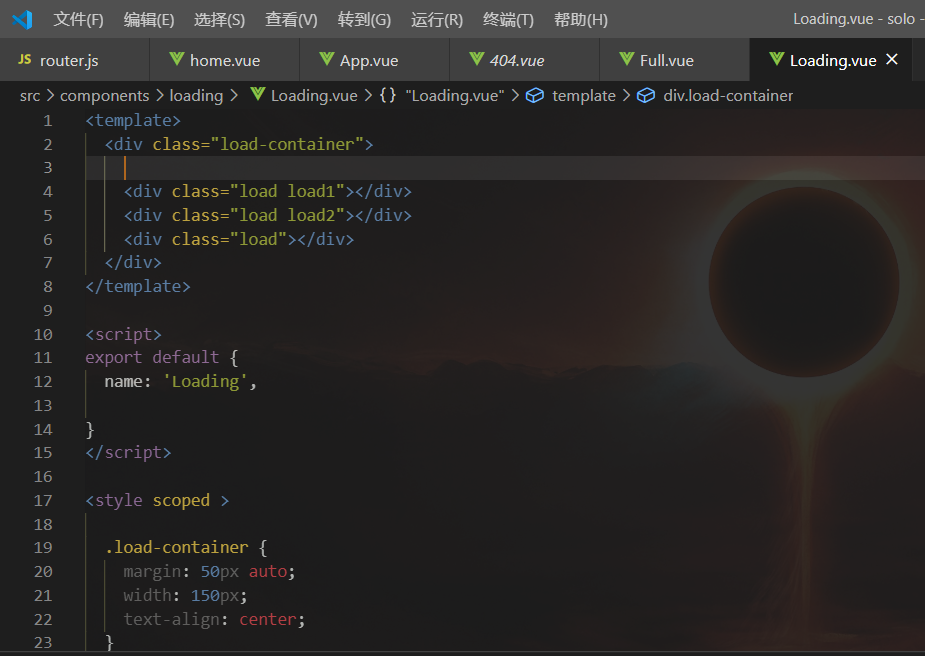 文件(F) 编辑(E) 选择(S) 查看(V) 转到(G) 运行(R) 终端(T) 帮助(H) Loading.vue - solo -
JS router.js home.vue App.vue 404.vue Full.vue Loading.vue ×
src > components > loading > Loading.vue > {} "Loading.vue" > template > div.load-container
1 <template>
2 <div class="load-container">
3
4 <div class="load load1"></div>
5 <div class="load load2"></div>
6 <div class="load"></div>
7 </div>
8 </template>
9
10 <script>
11 export default {
12 name: 'Loading',
13
14 }
15 </script>
16
17 <style scoped >
18
19 .load-container {
20 margin: 50px auto;
21 width: 150px;
22 text-align: center;
23 }